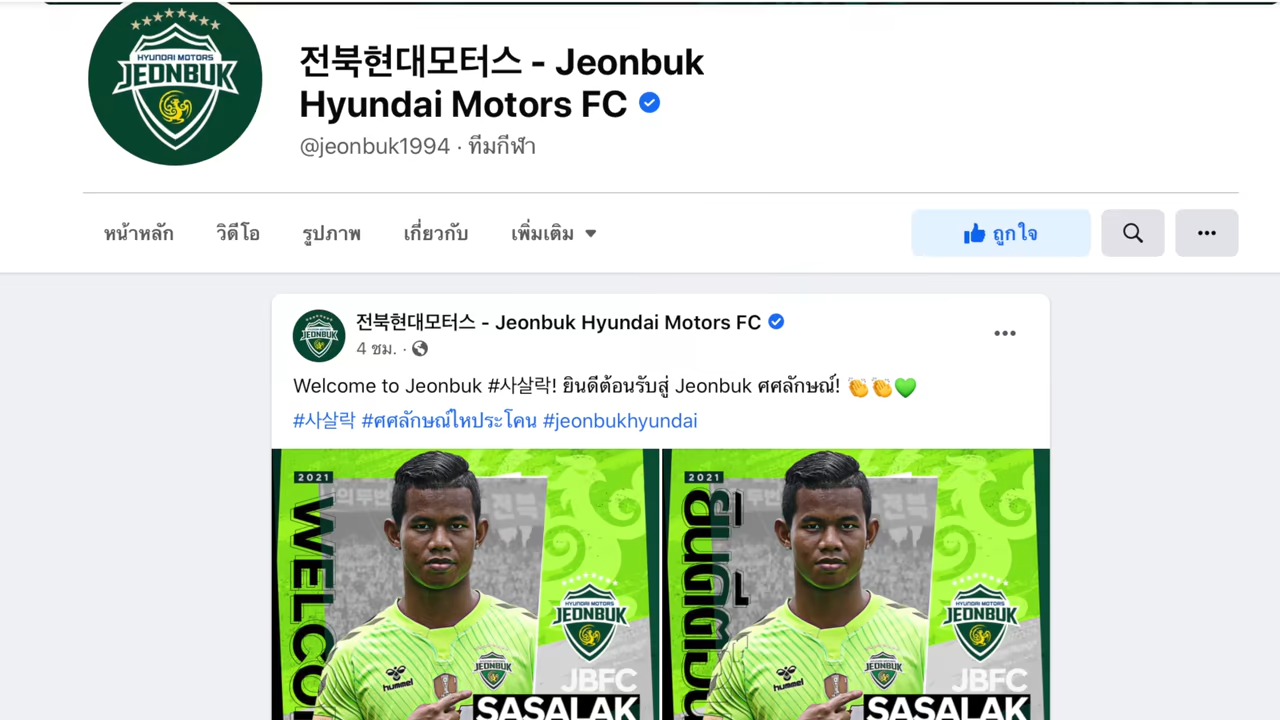 HYUNDAI MOTORS
JEONBUK
전북현대모터스 - Jeonbuk
Hyundai Motors FC
@jeonbuk1994 · ทีมกีฬา
หน้าหลัก วิดีโอ รูปภาพ เกี่ยวกับ เพิ่มเติม ถูกใจ
전북현대모터스 - Jeonbuk Hyundai Motors FC
4 ชม. ·
Welcome to Jeonbuk #사살락! ยินดีต้อนรับสู่ Jeonbuk ศศลักษณ์! 👏👏💚
#사살락 #ศศลักษณ์ไหประโคน #jeonbukhyundai
2021
WELCO
HYUNDAI MOTORS
JEONBUK
hummel
JEONBUK
JBFC
SASALAK
2021
HYUNDAI MOTORS
JEONBUK
hummel
JEONBUK
JBFC
SASALAK